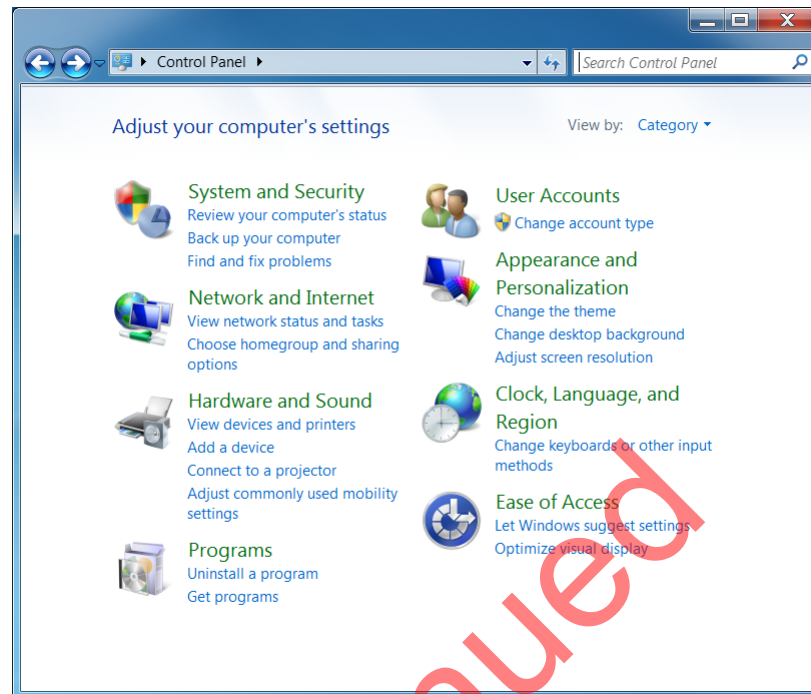 Control Panel
Search Control Panel
Adjust your computer's settings
View by: Category
System and Security
Review your computer's status
Back up your computer
Find and fix problems
Network and Internet
View network status and tasks
Choose homegroup and sharing
options
Hardware and Sound
View devices and printers
Add a device
Connect to a projector
Adjust commonly used mobility
settings
Programs
Uninstall a program
Get programs
User Accounts
Change account type
Appearance and
Personalization
Change the theme
Change desktop background
Adjust screen resolution
Clock, Language, and
Region
Change keyboards or other input
methods
Ease of Access
Let Windows suggest settings
Optimize visual display